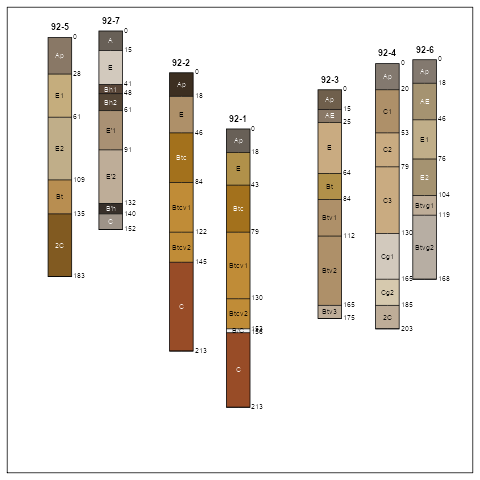 92-5
0
Ap
28
E1
61
E2
109
Bt
135
2C
183
92-7
0
A
15
E
41
Bh1
48
Bh2
61
E'1
91
E'2
132
B'h
140
C
152
92-2
0
Ap
18
E
46
Btc
84
Btcv1
122
Btcv2
145
C
213
92-1
0
Ap
18
E
43
Btc
79
Btcv1
130
Btcv2
153
B/C
156
C
213
92-3
0
Ap
15
AE
25
E
64
Bt
84
Btv1
112
Btv2
165
Btv3
175
92-4
0
Ap
20
C1
53
C2
79
C3
130
Cg1
165
Cg2
185
2C
203
92-6
0
Ap
18
AE
46
E1
76
E2
104
Btvg1
119
Btvg2
168